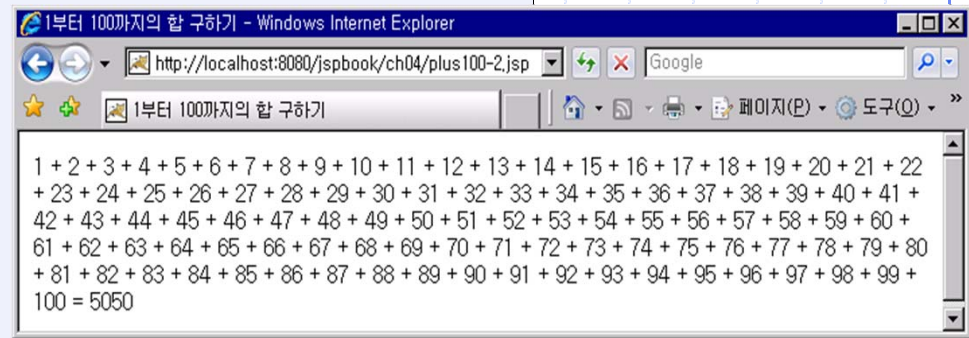 1부터 100까지의 합 구하기 - Windows Internet Explorer
http://localhost:8080/jspbook/ch04/plus100-2.jsp
Google
1부터 100까지의 합 구하기
페이지(P)
도구(O)
1 + 2 + 3 + 4 + 5 + 6 + 7 + 8 + 9 + 10 + 11 + 12 + 13 + 14 + 15 + 16 + 17 + 18 + 19 + 20 + 21 + 22
+ 23 + 24 + 25 + 26 + 27 + 28 + 29 + 30 + 31 + 32 + 33 + 34 + 35 + 36 + 37 + 38 + 39 + 40 + 41 +
42 + 43 + 44 + 45 + 46 + 47 + 48 + 49 + 50 + 51 + 52 + 53 + 54 + 55 + 56 + 57 + 58 + 59 + 60 +
61 + 62 + 63 + 64 + 65 + 66 + 67 + 68 + 69 + 70 + 71 + 72 + 73 + 74 + 75 + 76 + 77 + 78 + 79 + 80
+ 81 + 82 + 83 + 84 + 85 + 86 + 87 + 88 + 89 + 90 + 91 + 92 + 93 + 94 + 95 + 96 + 97 + 98 + 99 +
100 = 5050